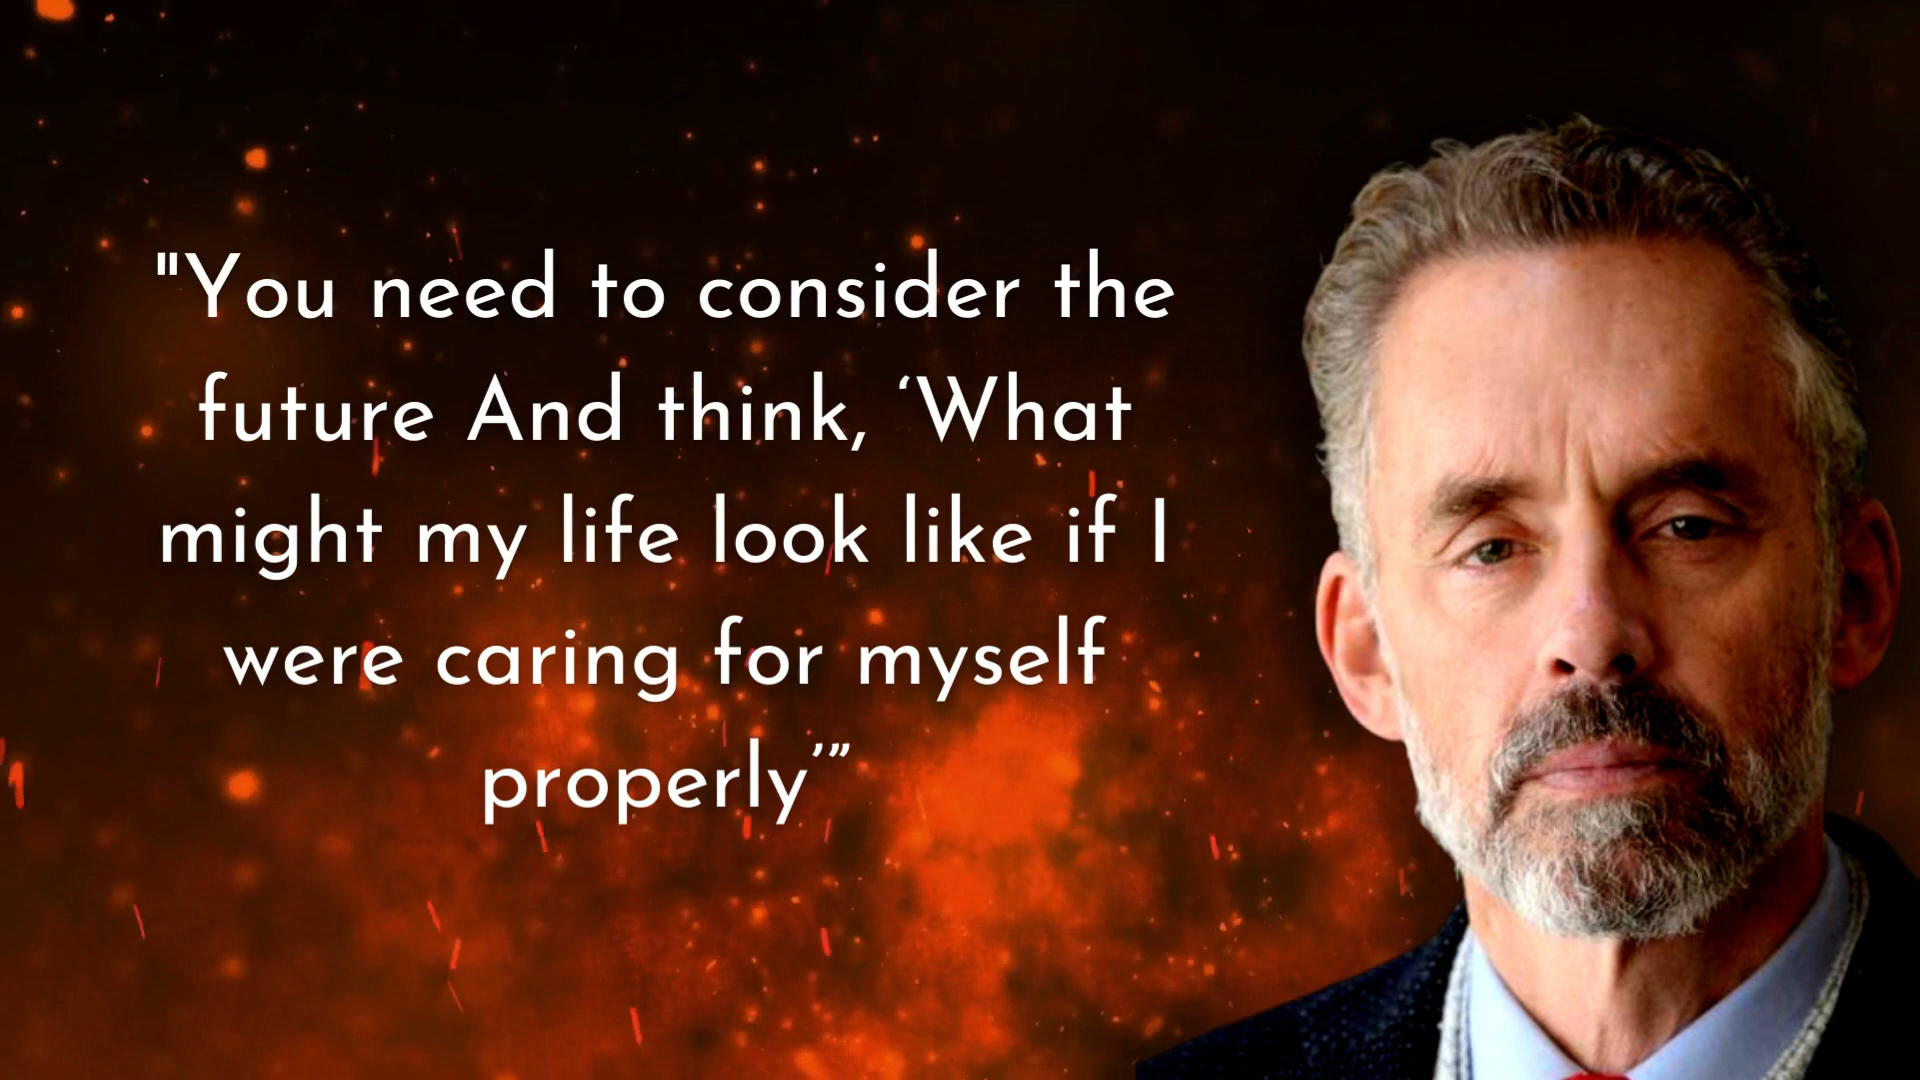 "You need to consider the
future And think, ‘What
might my life look like if I
were caring for myself
properly’”